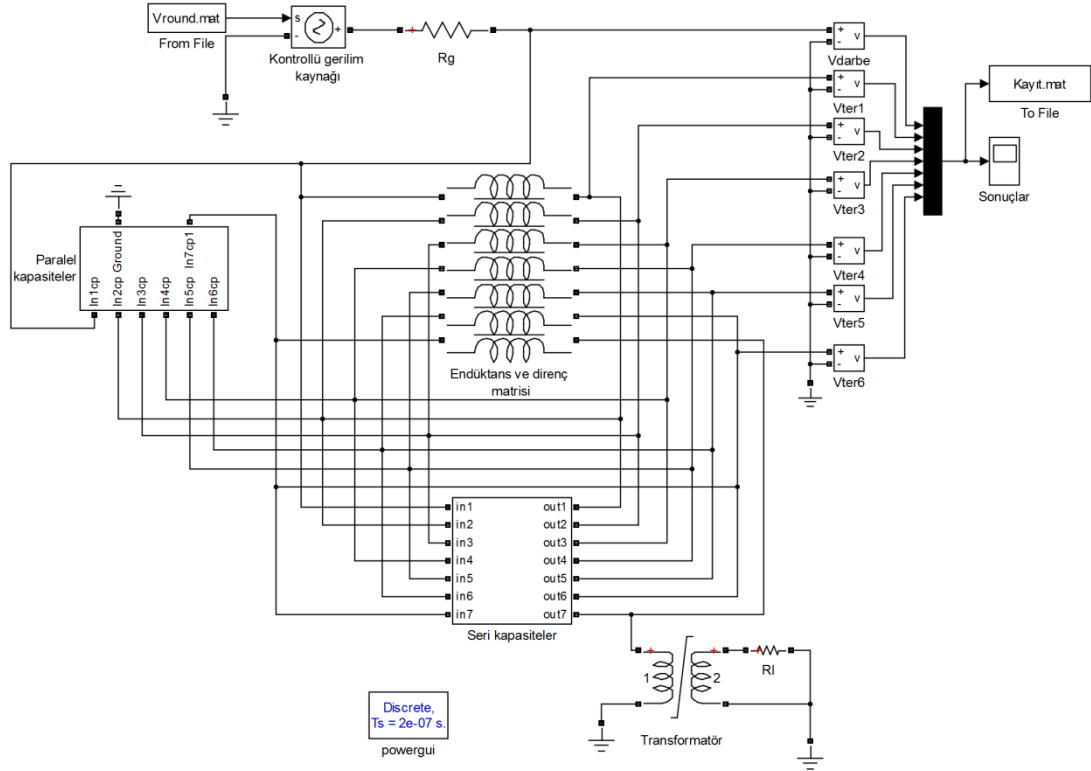 Vround.mat
From File
s
-
+
Kontrollü gerilim
kaynağı
+
Rg
+
-
v
Vdarbe
+
-
v
Vter1
+
-
v
Vter2
+
-
v
Vter3
+
-
v
Vter4
+
-
v
Vter5
+
-
v
Vter6
Kayıt.mat
To File
Sonuçlar
Paralel
kapasiteler
In1cp
In2cp Ground
In3cp
In4cp
In5cp In7cp1
In6cp
Endüktans ve direnç
matrisi
in1 out1
in2 out2
in3 out3
in4 out4
in5 out5
in6 out6
in7 out7
Seri kapasiteler
+
1
+
2
+
Rl
Transformatör
Discrete,
Ts = 2e-07 s.
powergui